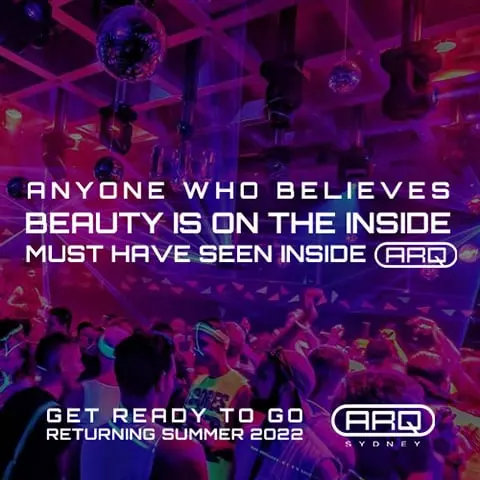 ANYONE WHO BELIEVES
BEAUTY IS ON THE INSIDE
MUST HAVE SEEN INSIDE ARQ
GET READY TO GO
RETURNING SUMMER 2022
ARQ
SYDNEY